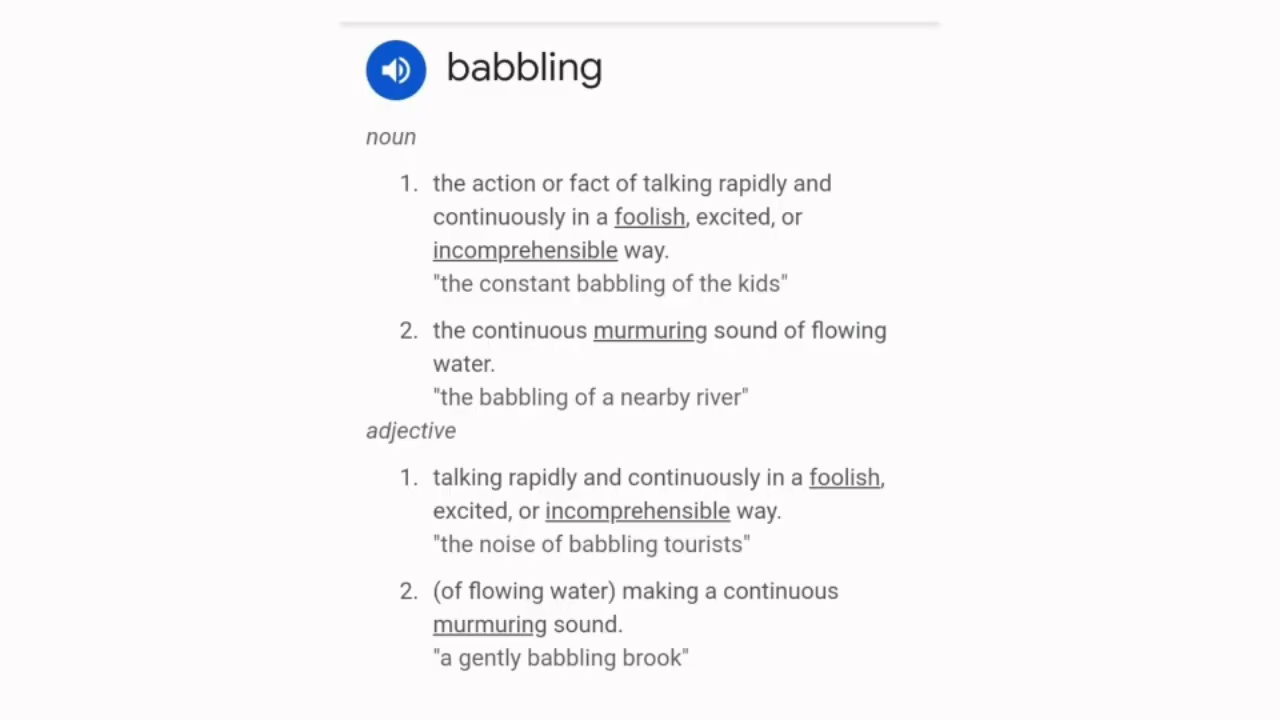 babbling
noun
1. the action or fact of talking rapidly and
continuously in a foolish, excited, or
incomprehensible way.
"the constant babbling of the kids"
2. the continuous murmuring sound of flowing
water.
"the babbling of a nearby river"
adjective
1. talking rapidly and continuously in a foolish,
excited, or incomprehensible way.
"the noise of babbling tourists"
2. (of flowing water) making a continuous
murmuring sound.
"a gently babbling brook"